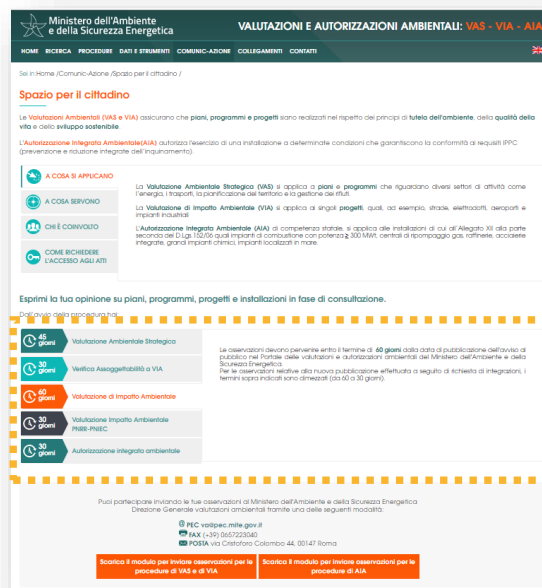 Ministero dell'Ambiente
e della Sicurezza Energetica
VALUTAZIONI E AUTORIZZAZIONI AMBIENTALI: VAS - VIA - AIA
HOME RICERCA PROCEDURE DATI E STRUMENTI COMUNIC-AZIONE COLLEGAMENTI CONTATTI
Sei in:Home /Comunic-Azione /Spazio per il cittadino /
Spazio per il cittadino
Le Valutazioni Ambientali (VAS e VIA) assicurano che piani, programmi e progetti siano realizzati nel rispetto dei principi di tutela dell'ambiente, della qualità della
vita e dello sviluppo sostenibile.
L'Autorizzazione Integrata Ambientale(AIA) autorizza l'esercizio di una installazione a determinate condizioni che garantiscono la conformità ai requisiti IPPC
(prevenzione e riduzione integrate dell'inquinamento).
A COSA SI APPLICANO
A COSA SERVONO
CHI È COINVOLTO
COME RICHIEDERE
L'ACCESSO AGLI ATTI
La Valutazione Ambientale Strategica (VAS) si applica a piani e programmi che riguardano diversi settori di attività come
l'energia, i trasporti, la pianificazione del territorio e la gestione dei rifiuti.
La Valutazione di Impatto Ambientale (VIA) si applica ai singoli progetti, quali, ad esempio, strade, elettrodotti, aeroporti e
impianti industriali.
L'Autorizzazione Integrata Ambientale (AIA) di competenza statale, si applica alle installazioni di cui all'Allegato XII alla parte
seconda del D.Lgs.152/06 quali impianti di combustione con potenza ≥ 300 MWt, centrali di ripompaggio gas, raffinerie, acciaierie
integrate, grandi impianti chimici, impianti localizzati in mare.
Esprimi la tua opinione su piani, programmi, progetti e installazioni in fase di consultazione.
Dall'avvio della procedura hai:
45
giorni
Valutazione Ambientale Strategica
30
giorni
Verifica Assoggettabilità a VIA
60
giorni
Valutazione di Impatto Ambientale
30
giorni
Valutazione Impatto Ambientale
PNRR-PNIEC
30
giorni
Autorizzazione integrata ambientale
Le osservazioni devono pervenire entro il termine di 60 giorni dalla data di pubblicazione dell'avviso al
pubblico nel Portale delle valutazioni e autorizzazioni ambientali del Ministero dell'Ambiente e della
Sicurezza Energetica.
Per le osservazioni relative alla nuova pubblicazione effettuata a seguito di richiesta di integrazioni, i
termini sopra indicati sono dimezzati (da 60 a 30 giorni).
Puoi partecipare inviando le tue osservazioni al Ministero dell'Ambiente e della Sicurezza Energetica
Direzione Generale valutazioni ambientali tramite una delle seguenti modalità:
PEC va@pec.mite.gov.it
FAX (+39) 0657223040
POSTA via Cristoforo Colombo 44, 00147 Roma
Scarica il modulo per inviare osservazioni per le
procedure di VAS e di VIA
Scarica il modulo per inviare osservazioni per le
procedure di AIA